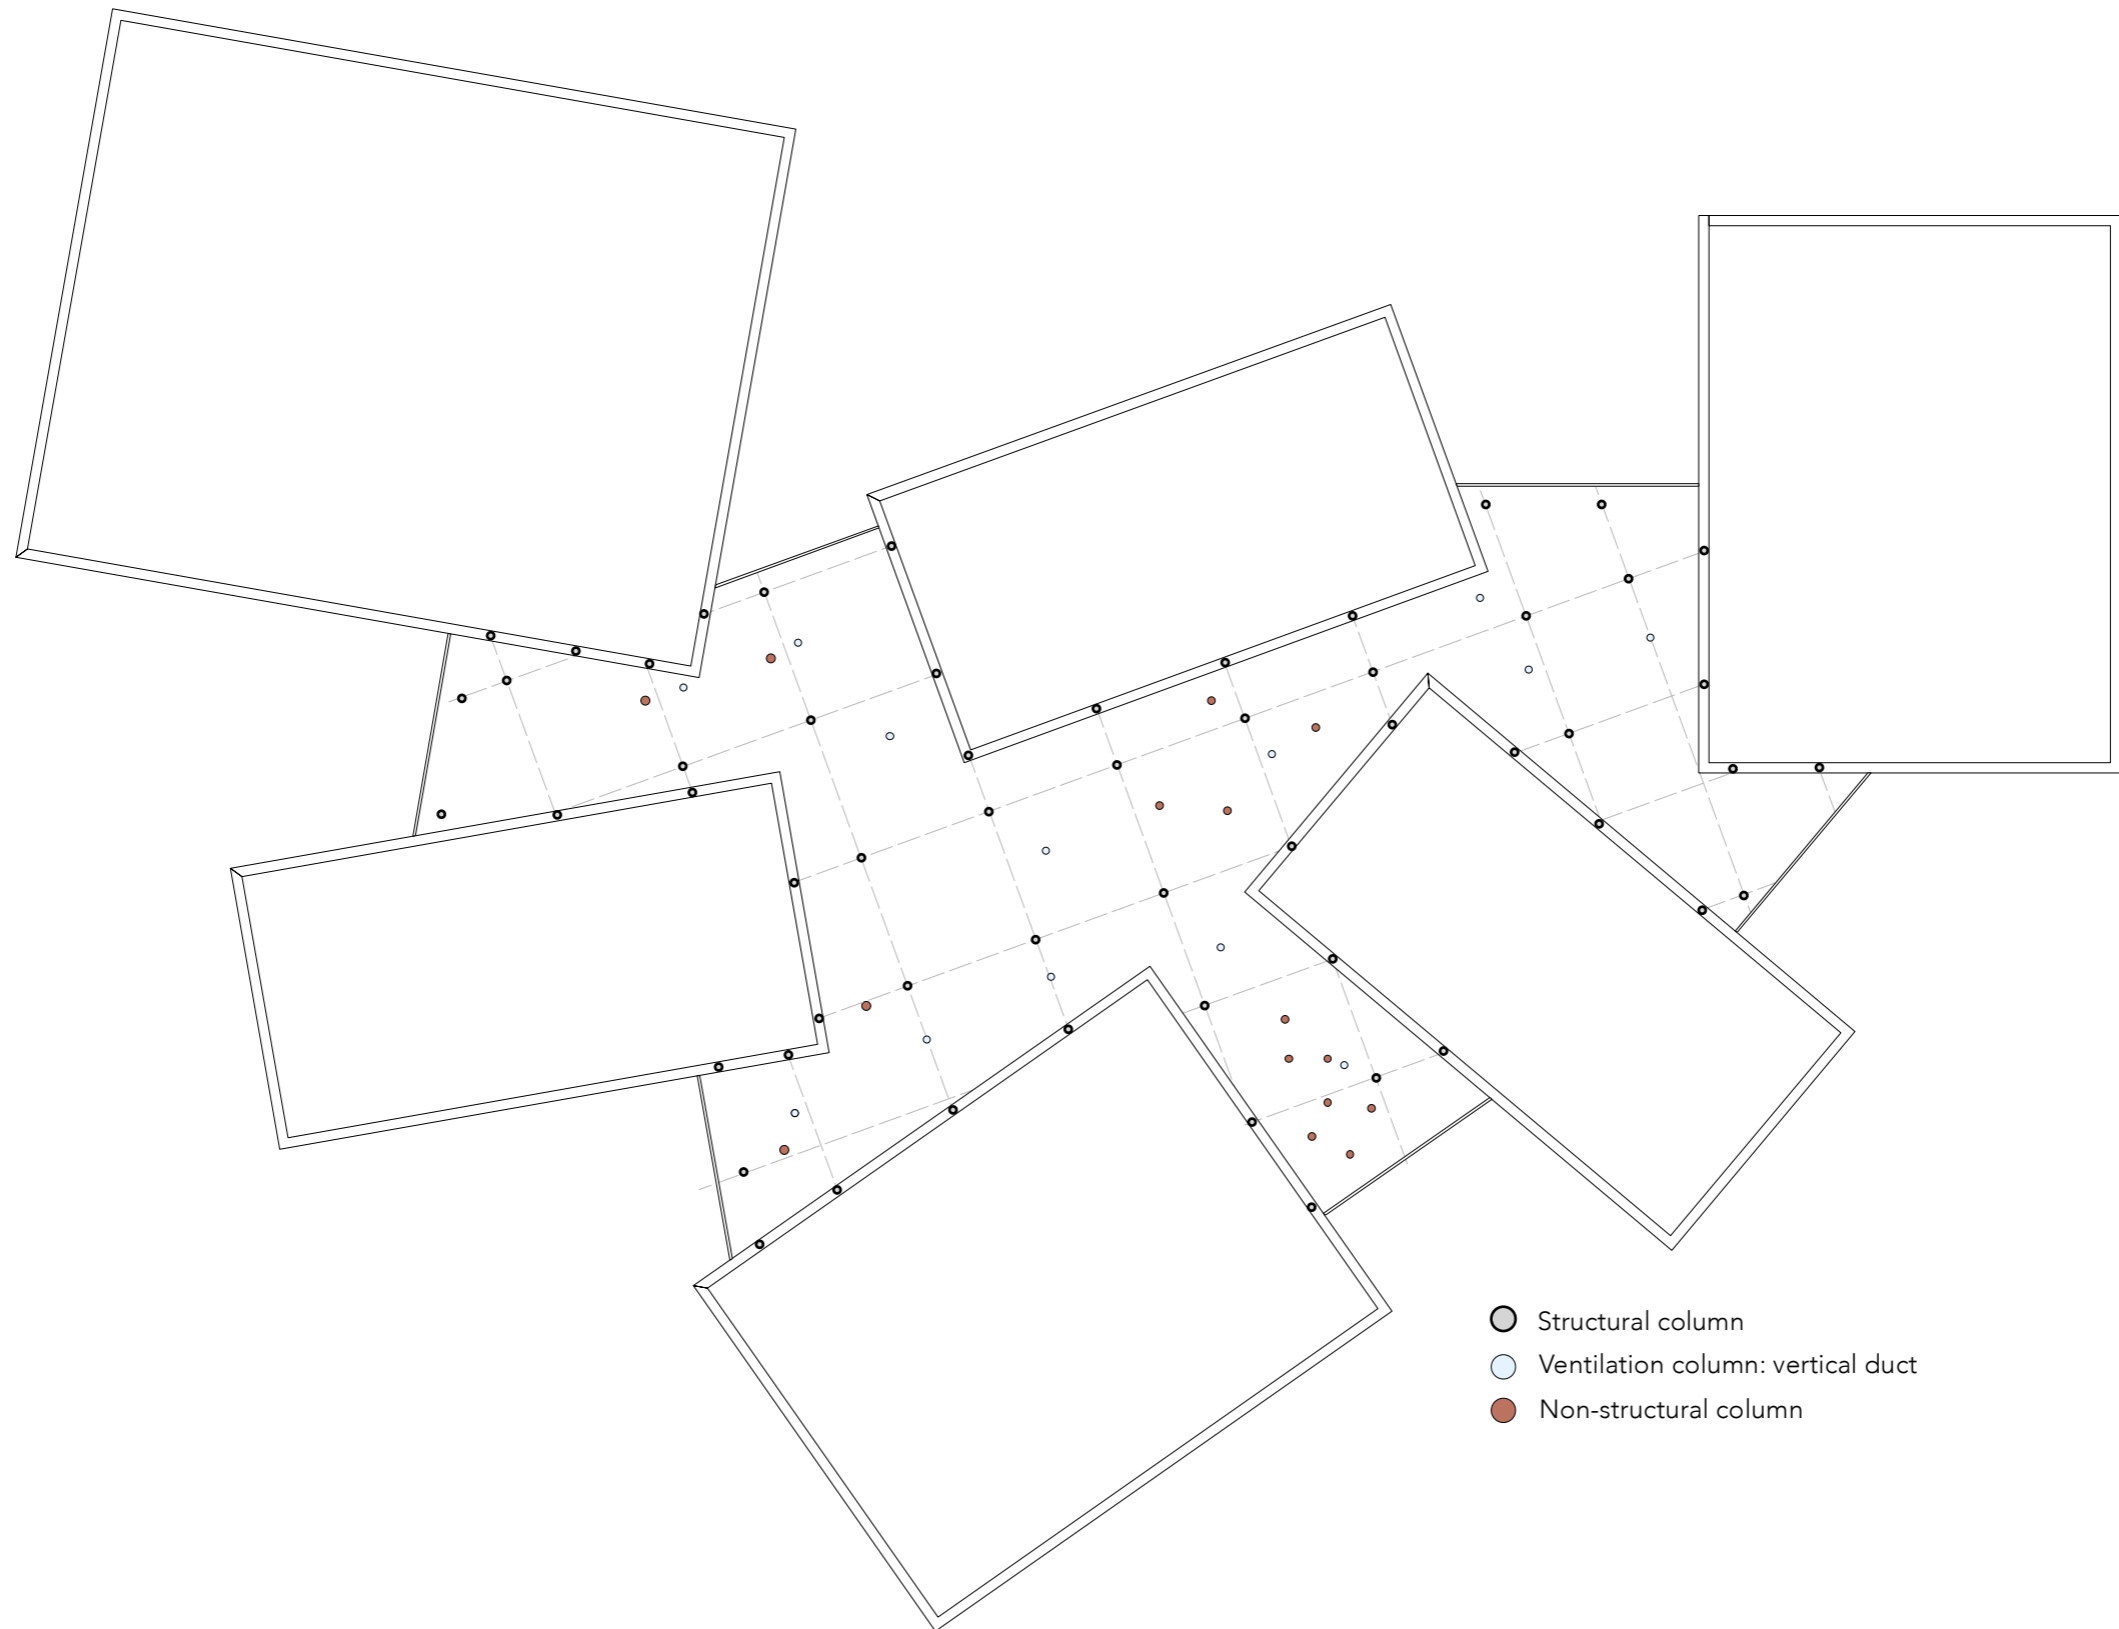 Structural column
Ventilation column: vertical duct
Non-structural column